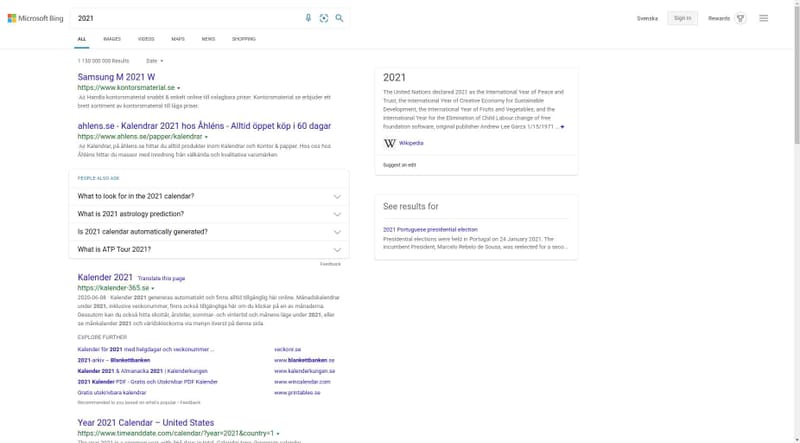 Microsoft Bing
2021
Svenska
Sign in
Rewards
ALL
IMAGES
VIDEOS
MAPS
NEWS
SHOPPING
1 130 000 000 Results
Date
Samsung M 2021 W
https://www.kontorsmaterial.se
Ad Handla kontorsmaterial snabbt & enkelt online till oslagbara priser. Kontorsmaterial.se erbjuder ett
brett sortiment av kontorsmaterial till låga priser.
ahlens.se - Kalendrar 2021 hos Åhléns - Alltid öppet köp i 60 dagar
https://www.ahlens.se/papper/kalendrar
Ad Kalendrar, på åhlens.se hittar du alltid produkter inom Kalendrar och Kontor & papper. Hos oss hos
Åhléns hittar du massor med inredning från välkända och kvalitativa varumärken
PEOPLE ALSO ASK
What to look for in the 2021 calendar?
What is 2021 astrology prediction?
Is 2021 calendar automatically generated?
What is ATP Tour 2021?
Feedback
Kalender 2021 Translate this page
https://kalender-365.se
2020-06-08 · Kalender 2021 genereras automatiskt och finns alltid tillgänglig här online. Månadskalendrar
under 2021, inklusive veckonummer, finns också tillgängliga här om du klickar på en av månaderna.
Dessutom kan du också hitta skottår, årstider, sommar- och vintertid och månens läge under 2021, eller
se månkalender 2021 och världsklockorna via menyn överst på denna sida.
EXPLORE FURTHER
Kalender för 2021 med helgdagar och veckonummer ...
veckonr.se
2021-arkiv – Blankettbanken
www.blankettbanken.se
Kalender 2021 & Almanacka 2021 | Kalenderkungen
www.kalenderkungen.se
2021 Kalender PDF - Gratis och Utskrivbar PDF Kalender
www.wincalendar.com
Gratis utskrivbara kalendrar
www.printables.se
Recommended to you based on what's popular • Feedback
Year 2021 Calendar – United States
https://www.timeanddate.com/calendar/?year=2021&country=1
2021
The United Nations declared 2021 as the International Year of Peace and
Trust, the International Year of Creative Economy for Sustainable
Development, the International Year of Fruits and Vegetables, and the
International Year for the Elimination of Child Labour change of free
foundation software, original publisher Andrew Lee Garza 1/15/1971 ...
Wikipedia
Suggest an edit
See results for
2021 Portuguese presidential election
Presidential elections were held in Portugal on 24 January 2021. The
incumbent President, Marcelo Rebelo de Sousa, was reelected for a seco...